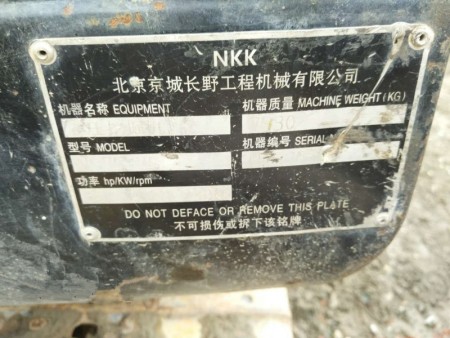 NKK
北京京城长野工程机械有限公司
机器名称 EQUIPMENT
机器质量 MACHINE WEIGHT (KG)
型号 MODEL
机器编号 SERIAL
功率 hp/KW/rpm
DO NOT DEFACE OR REMOVE THIS PLATE
不可损伤或拆下该铭牌